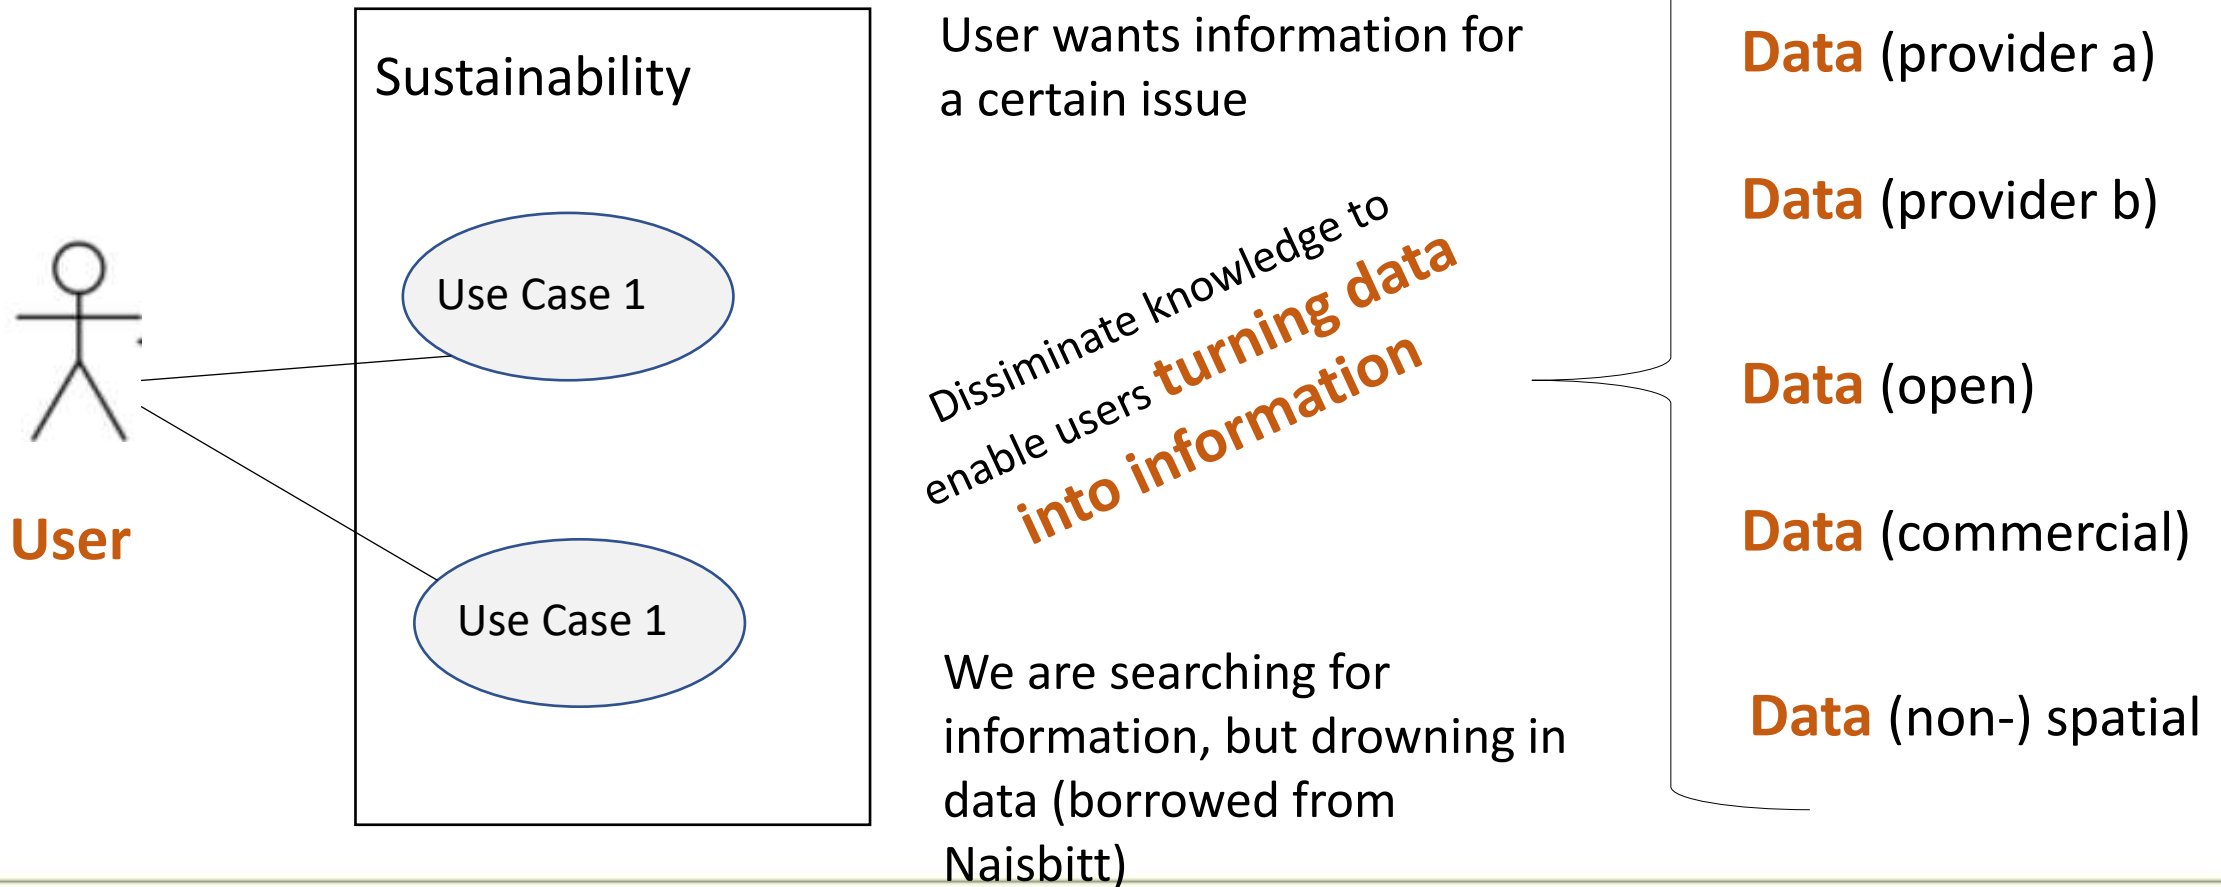 User
Sustainability
Use Case 1
Use Case 1
User wants information for
a certain issue
Dissiminate knowledge to
enable users turning data
into information
We are searching for
information, but drowning in
data (borrowed from
Naisbitt)
Data (provider a)
Data (provider b)
Data (open)
Data (commercial)
Data (non-) spatial